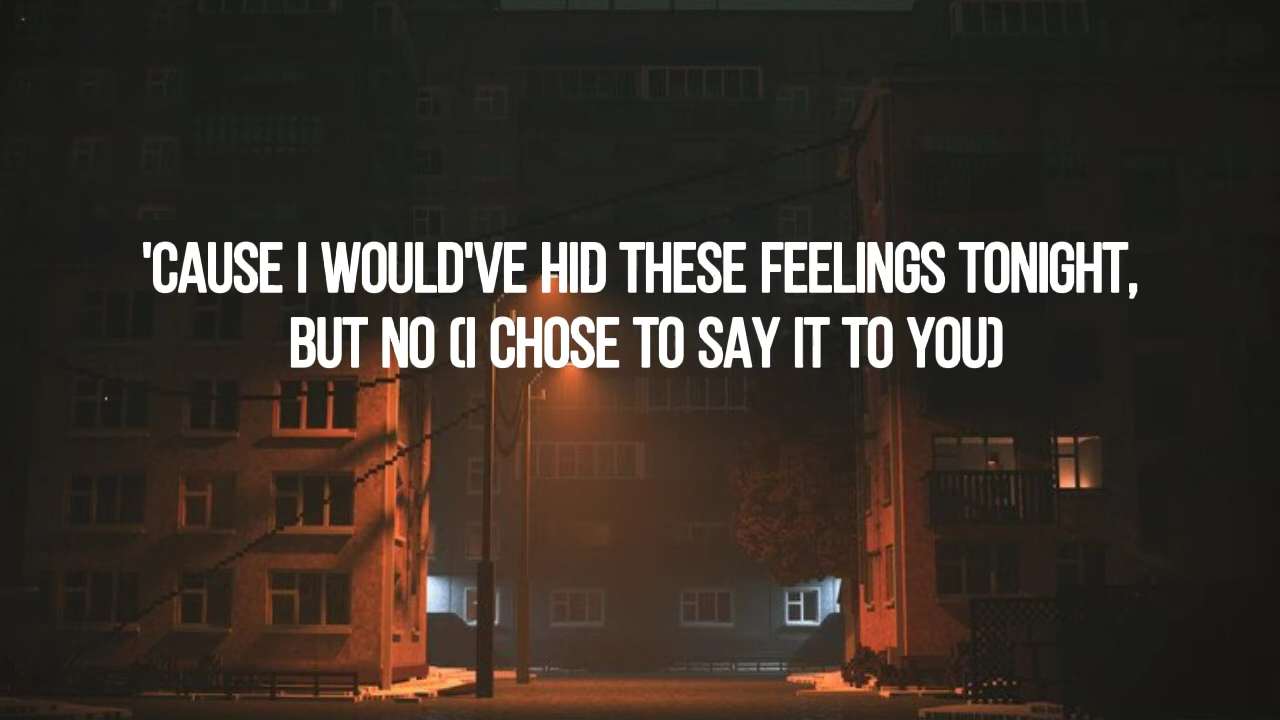 'CAUSE I WOULD'VE HID THESE FEELINGS TONIGHT,
BUT NO (I CHOSE TO SAY IT TO YOU)